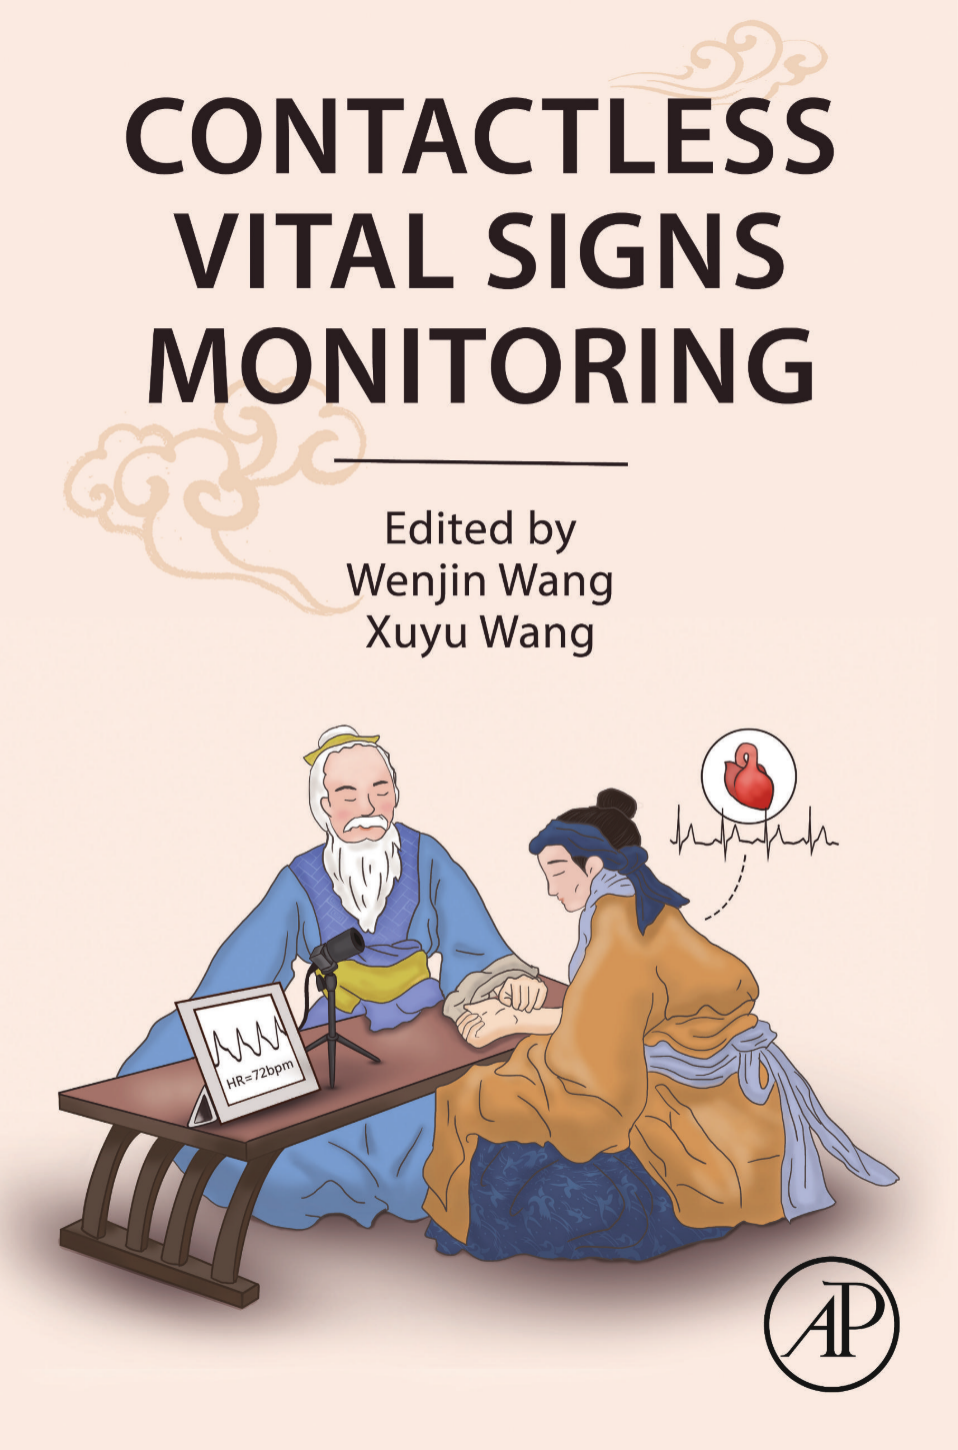 CONTACTLESS
VITAL SIGNS
MONITORING
Edited by
Wenjin Wang
Xuyu Wang
HR=72bpm
AP